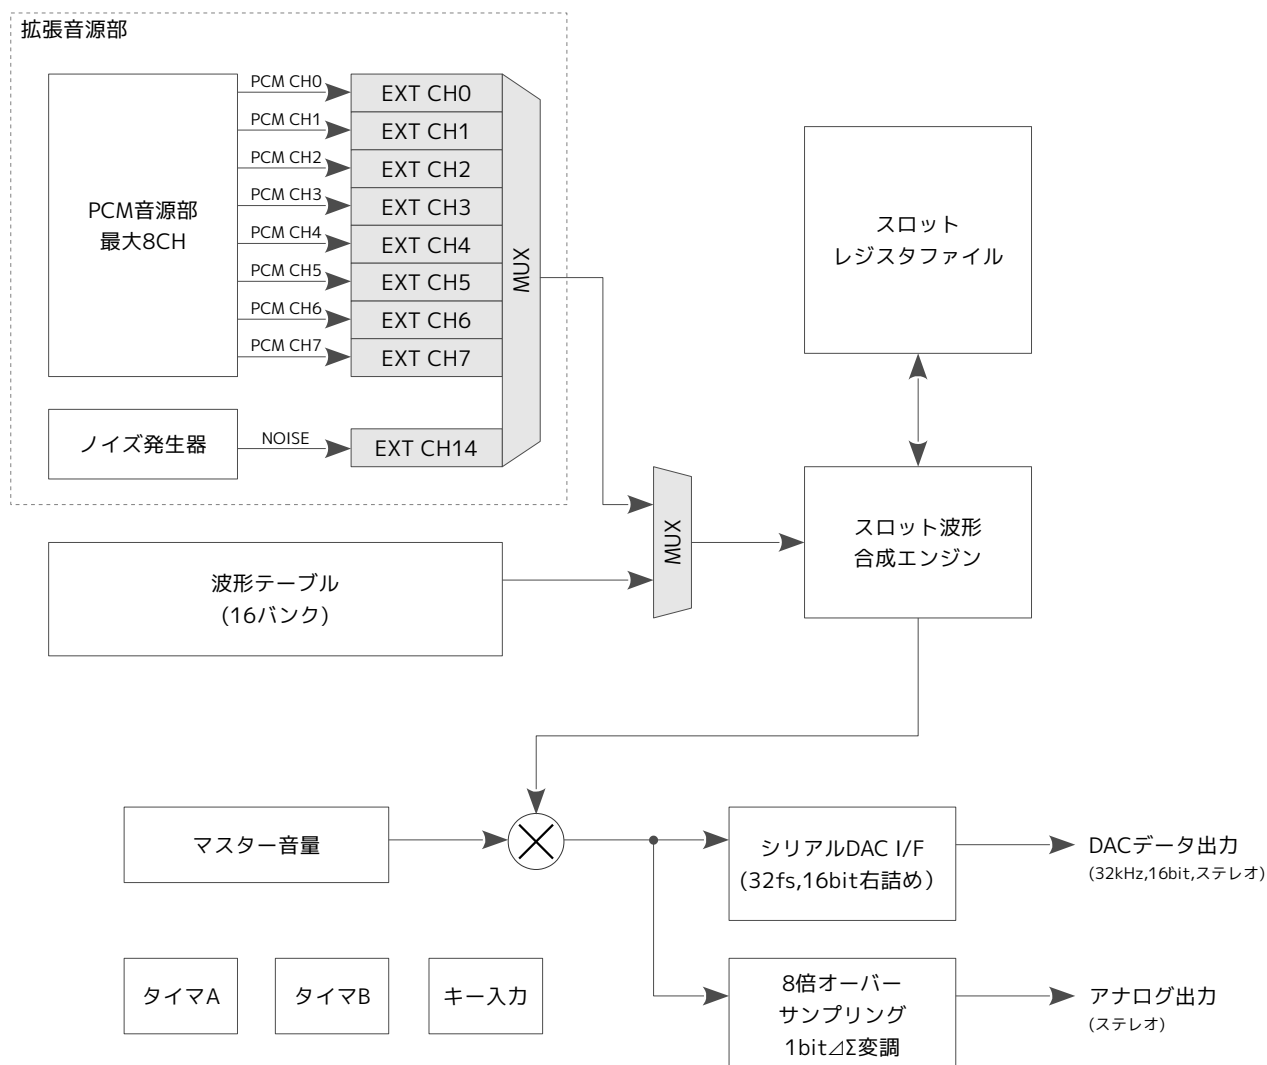 拡張音源部
PCM音源部
最大8CH
PCM CH0
PCM CH1
PCM CH2
PCM CH3
PCM CH4
PCM CH5
PCM CH6
PCM CH7
EXT CH0
EXT CH1
EXT CH2
EXT CH3
EXT CH4
EXT CH5
EXT CH6
EXT CH7
MUX
ノイズ発生器
NOISE
EXT CH14
波形テーブル
(16バンク)
MUX
スロット
レジスタファイル
スロット波形
合成エンジン
マスター音量
シリアルDAC I/F
(32fs,16bit右詰め）
DACデータ出力
(32kHz,16bit,ステレオ)
タイマA
タイマB
キー入力
8倍オーバー
サンプリング
1bit⊿Σ変調
アナログ出力
(ステレオ)